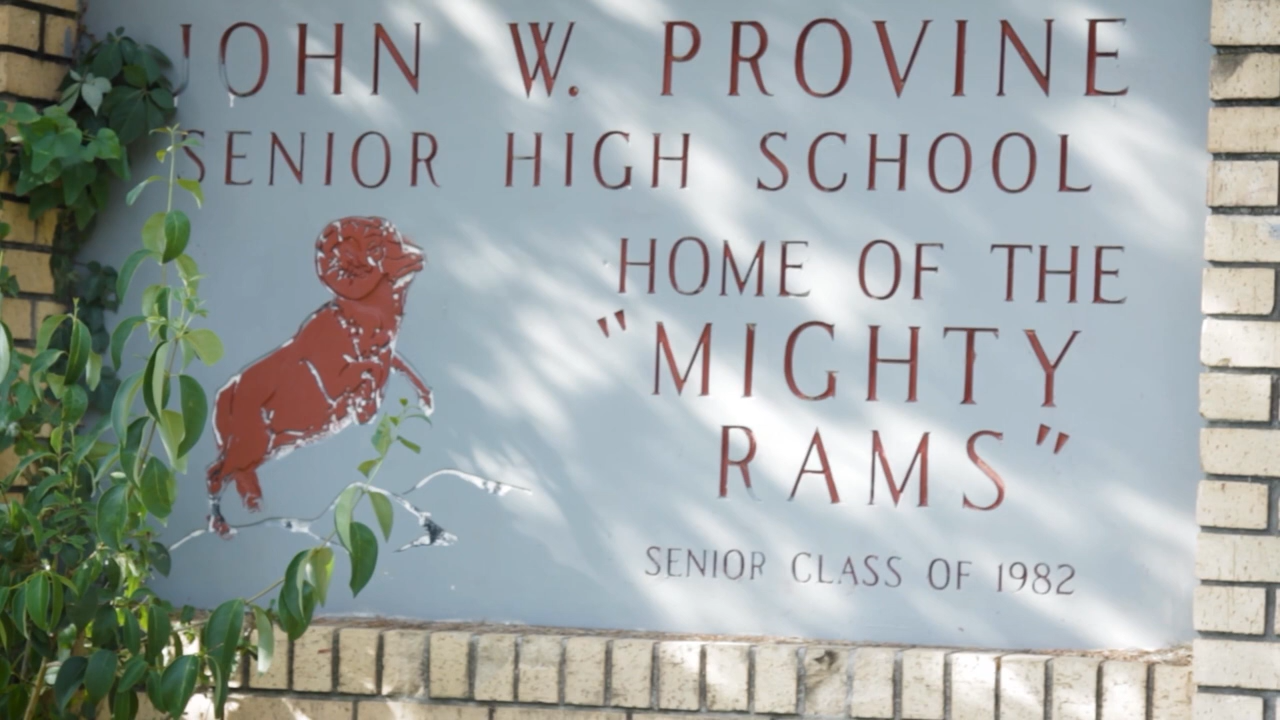 JOHN W. PROVINE
SENIOR HIGH SCHOOL
HOME OF THE
"MIGHTY
RAMS"
SENIOR CLASS OF 1982